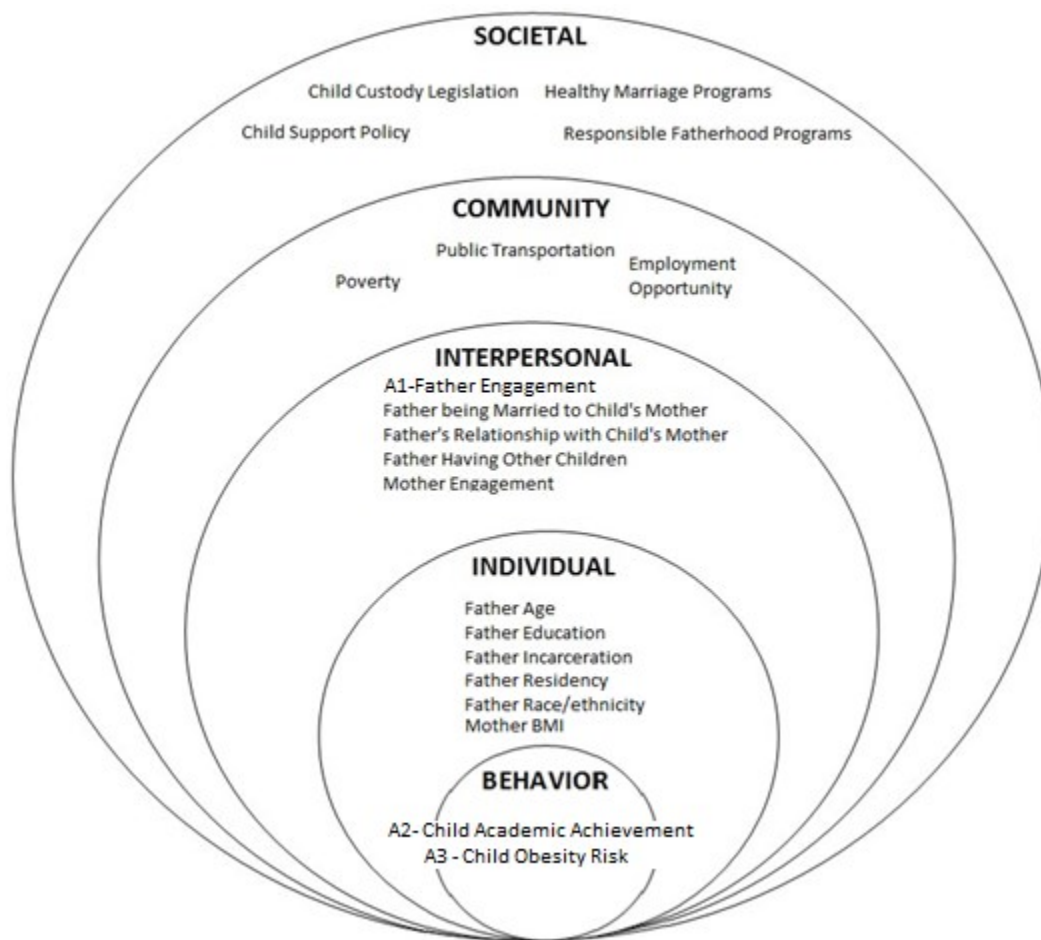 SOCIETAL
Child Custody Legislation Healthy Marriage Programs
Child Support Policy Responsible Fatherhood Programs
COMMUNITY
Public Transportation
Poverty
Employment
Opportunity
INTERPERSONAL
A1-Father Engagement
Father being Married to Child's Mother
Father's Relationship with Child's Mother
Father Having Other Children
Mother Engagement
INDIVIDUAL
Father Age
Father Education
Father Incarceration
Father Residency
Father Race/ethnicity
Mother BMI
BEHAVIOR
A2- Child Academic Achievement
A3 - Child Obesity Risk